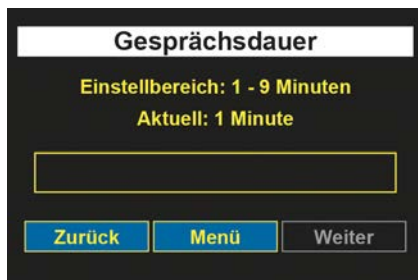 Gesprächsdauer
Einstellbereich: 1 - 9 Minuten
Aktuell: 1 Minute
Zurück Menü Weiter